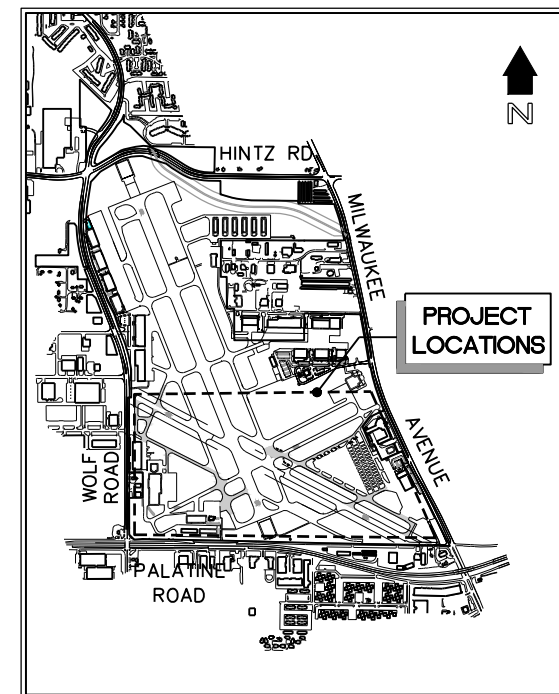 N
HINTZ RD
MILWAUKEE
AVENUE
PROJECT
LOCATIONS
WOLF
ROAD
PALATINE
ROAD